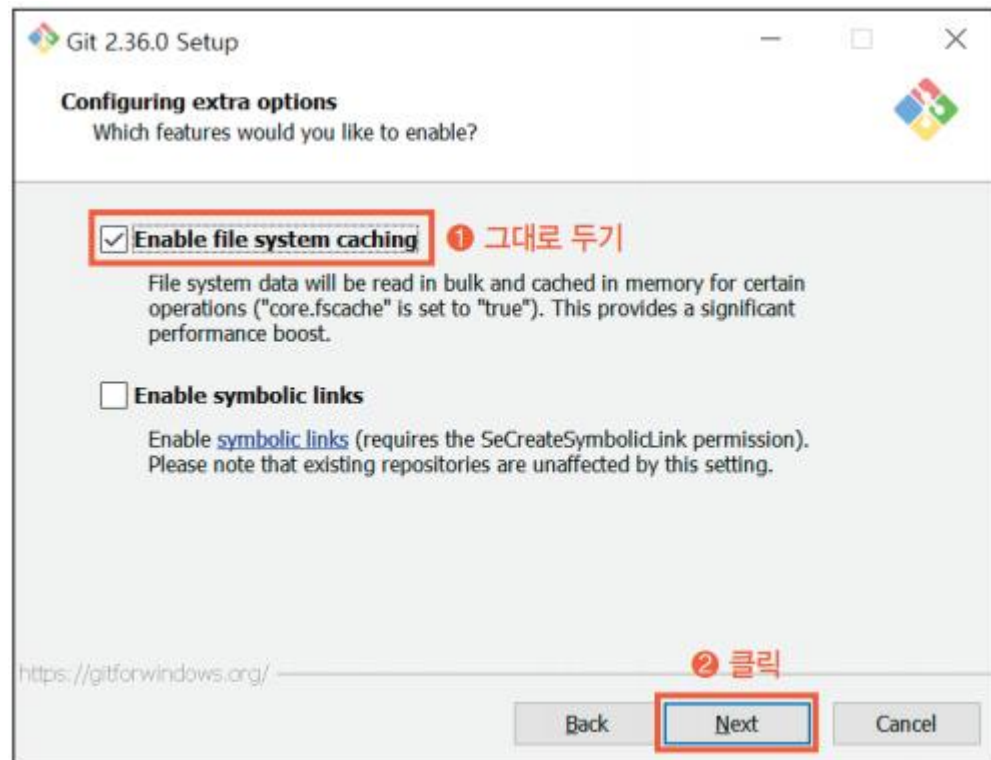 Git 2.36.0 Setup
Configuring extra options
Which features would you like to enable?
Enable file system caching
❶ 그대로 두기
File system data will be read in bulk and cached in memory for certain
operations ("core.fscache" is set to "true"). This provides a significant
performance boost.
Enable symbolic links
Enable symbolic links (requires the SeCreateSymbolicLink permission).
Please note that existing repositories are unaffected by this setting.
https://gitforwindows.org/
❷ 클릭
Back
Next
Cancel